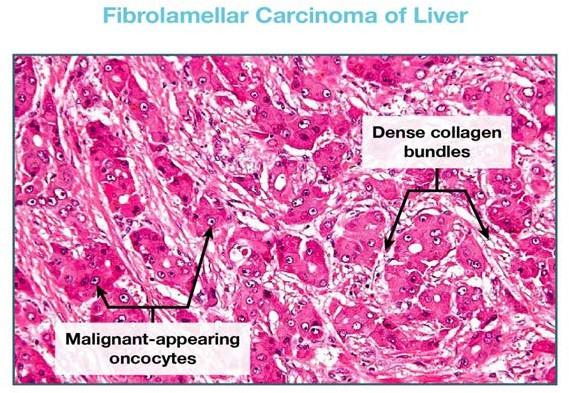 Fibrolamellar Carcinoma of Liver
Dense collagen
bundles
Malignant-appearing
oncocytes